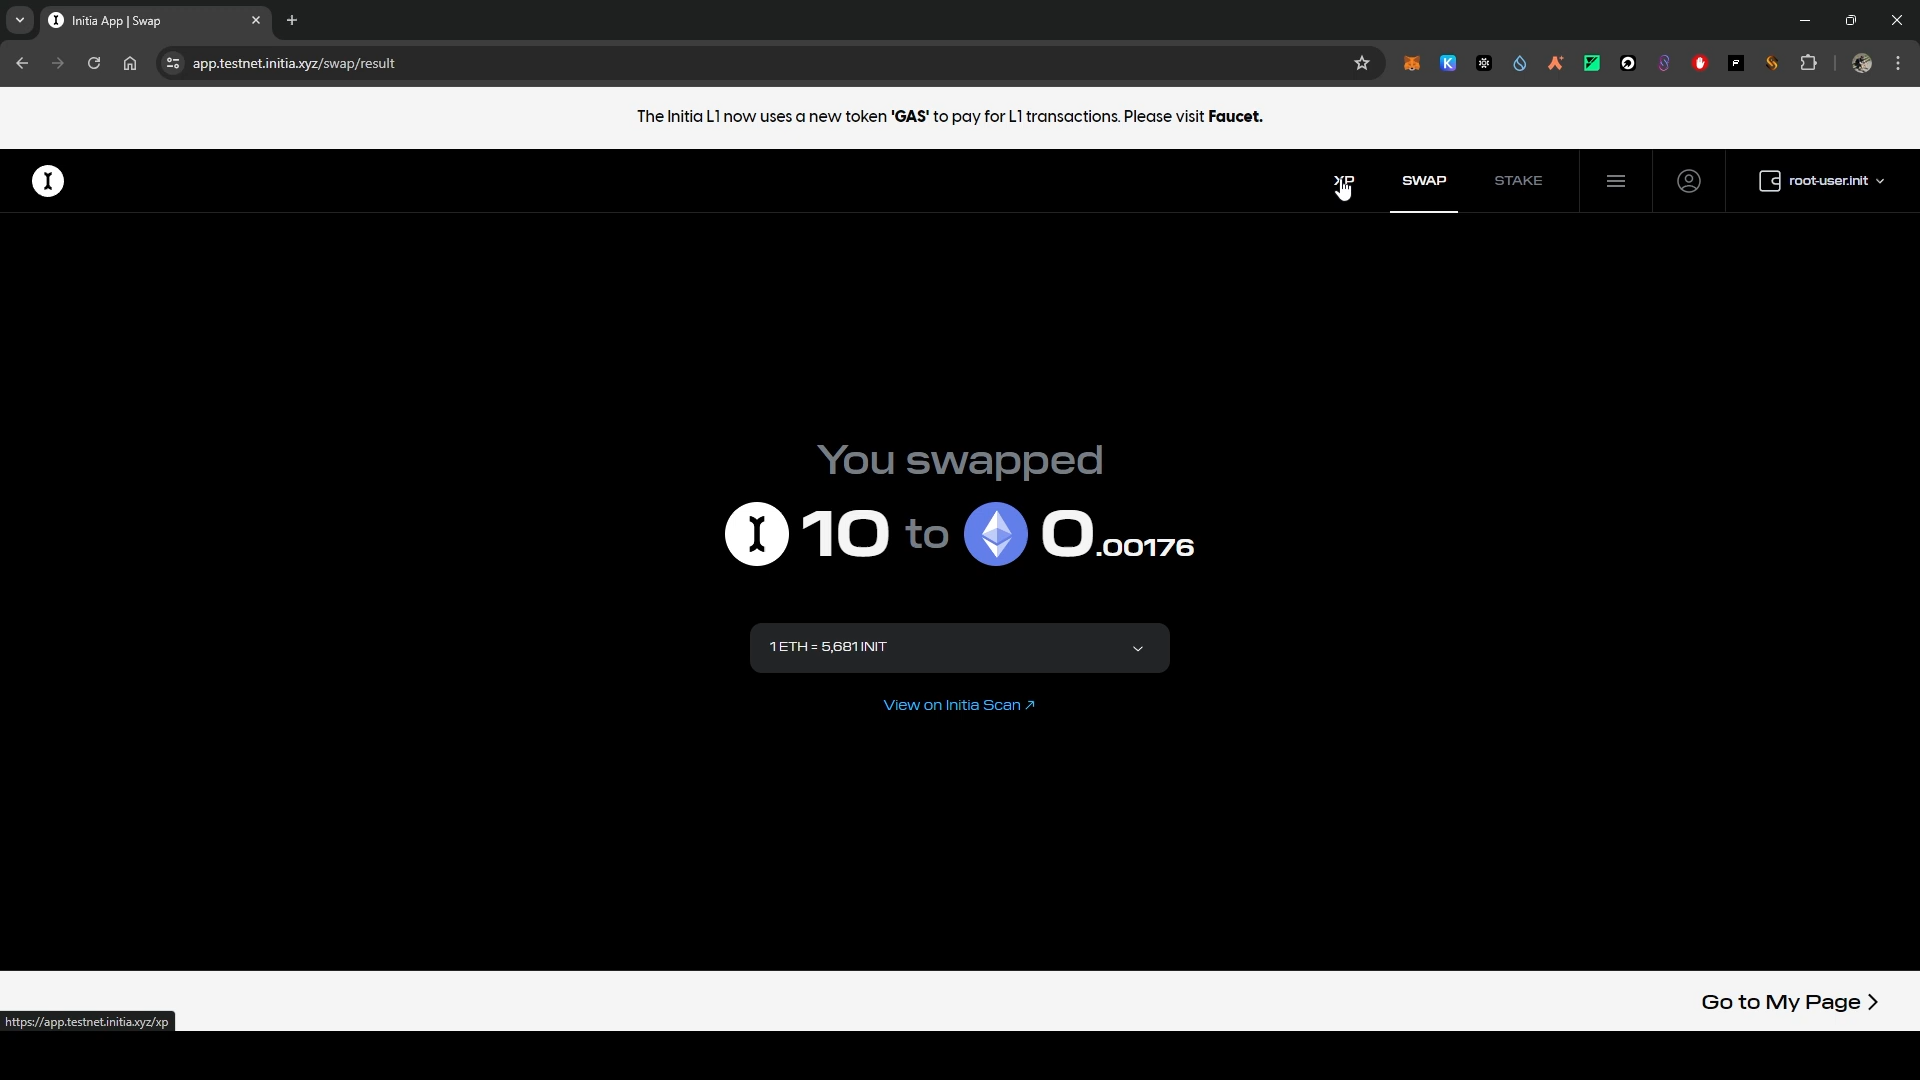 Initia App | Swap
app.testnet.initia.xyz/swap/result
The Initia L1 now uses a new token 'GAS' to pay for L1 transactions. Please visit Faucet.
XP
SWAP
STAKE
root-user.init
You swapped
10 to 0.00176
1 ETH = 5,681 INIT
View on Initia Scan ↗
Go to My Page >
https://app.testnet.initia.xyz/xp